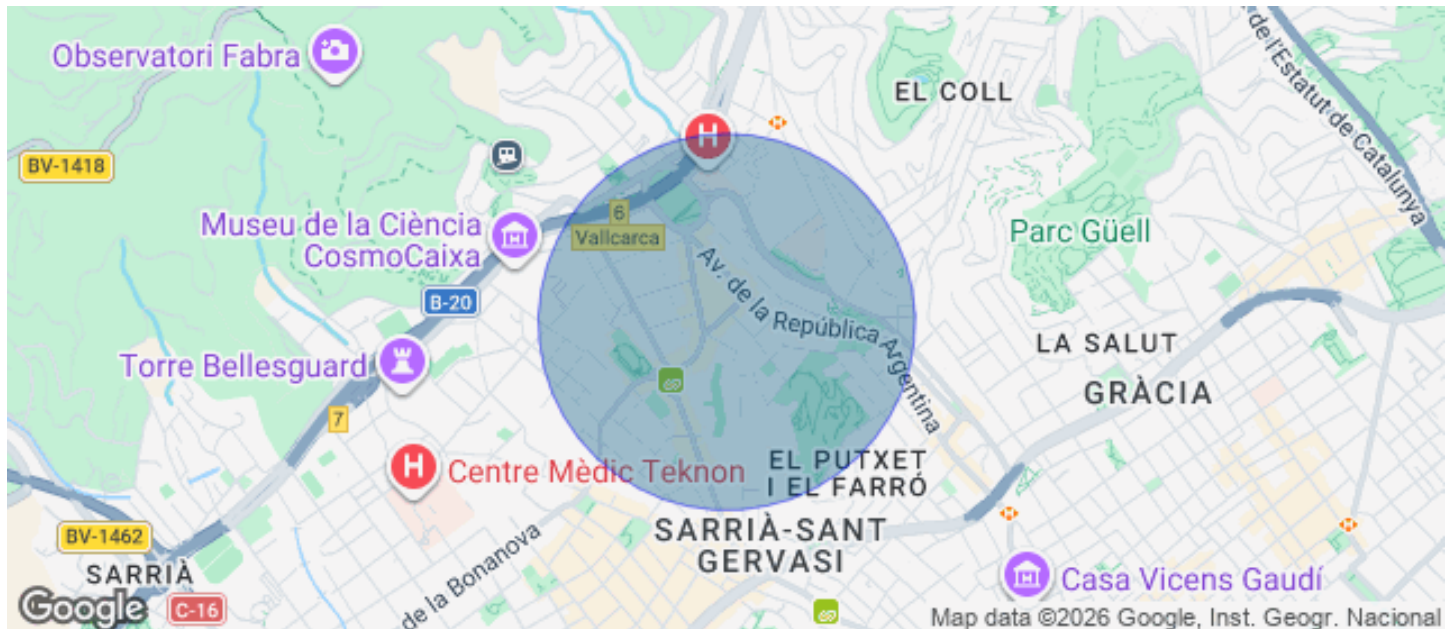 Observatori Fabra
de l'Estatut de Catalunya
EL COLL
H
BV-1418
6
Vallcarca
Museu de la Ciència
CosmoCaixa
Parc Güell
Av. de la República Argentina
B-20
LA SALUT
Torre Bellesguard
GRÀCIA
7
H
Centre Mèdic Teknon
EL PUTXET
I EL FARRÓ
SARRIÀ-SANT
GERVASI
BV-1462
SARRIÀ
de la Bonanova
Casa Vicens Gaudí
Google
C-16
Map data ©2026 Google, Inst. Geogr. Nacional